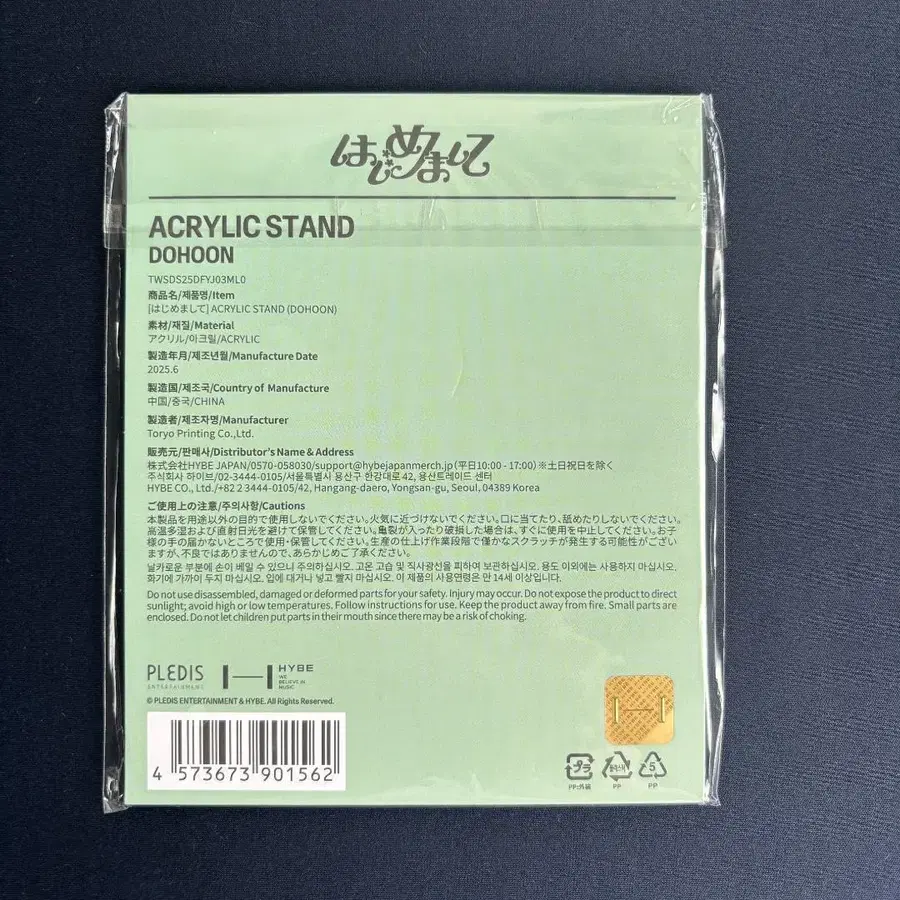 はじめまして
ACRYLIC STAND
DOHOON
TWSDS25DFYJ03ML0
商品名/제품명/Item
[はじめまして] ACRYLIC STAND (DOHOON)
素材/재질/Material
アクリル/아크릴/ACRYLIC
製造年月/제조년월/Manufacture Date
2025.6
製造国/제조국/Country of Manufacture
中国/중국/CHINA
製造者/제조자명/Manufacturer
Toryo Printing Co.,Ltd.
販売元/판매사/Distributor's Name & Address
株式会社HYBE JAPAN/0570-058030/support@hybejapanmerch.jp(平日10:00 - 17:00)※土日祝日を除く
주식회사 하이브/02-3444-0105/서울특별시 용산구 한강대로 42, 용산트레이드 센터
HYBE CO., Ltd./+82 2 3444-0105/42, Hangang-daero, Yongsan-gu, Seoul, 04389 Korea
ご使用上の注意/주의사항/Cautions
本製品を用途以外の目的で使用しないでください。火気に近づけないでください。口に当てたり、舐めたりしないでください。
高温多湿および直射日光を避けて保管してください。亀裂が入ったり破損した場合は、すぐに使用を中止してください。お子
様の手の届かないところで使用・保管してください。生産の仕上げ作業段階で僅かなスクラッチが発生する可能性がござい
ますが、不良ではありませんので、あらかじめご了承ください。
날카로운 부분에 손이 베일 수 있으니 주의하십시오. 고온 고습 및 직사광선을 피하여 보관하십시오. 용도 이외에는 사용하지 마십시오.
화기에 가까이 두지 마십시오. 입에 대거나 넣고 빨지 마십시오. 이 제품의 사용연령은 만 14세 이상입니다.
Do not use disassembled, damaged or deformed parts for your safety. Injury may occur. Do not expose the product to direct
sunlight; avoid high or low temperatures. Follow instructions for use. Keep the product away from fire. Small parts are
enclosed. Do not let children put parts in their mouth since there may be a risk of choking.
PLEDIS
ENTERTAINMENT
HYBE
WE
BELIEVE IN
MUSIC
© PLEDIS ENTERTAINMENT & HYBE. All Rights Reserved.
4 573673 901562
プラ
PP:外装
PP
5
PP